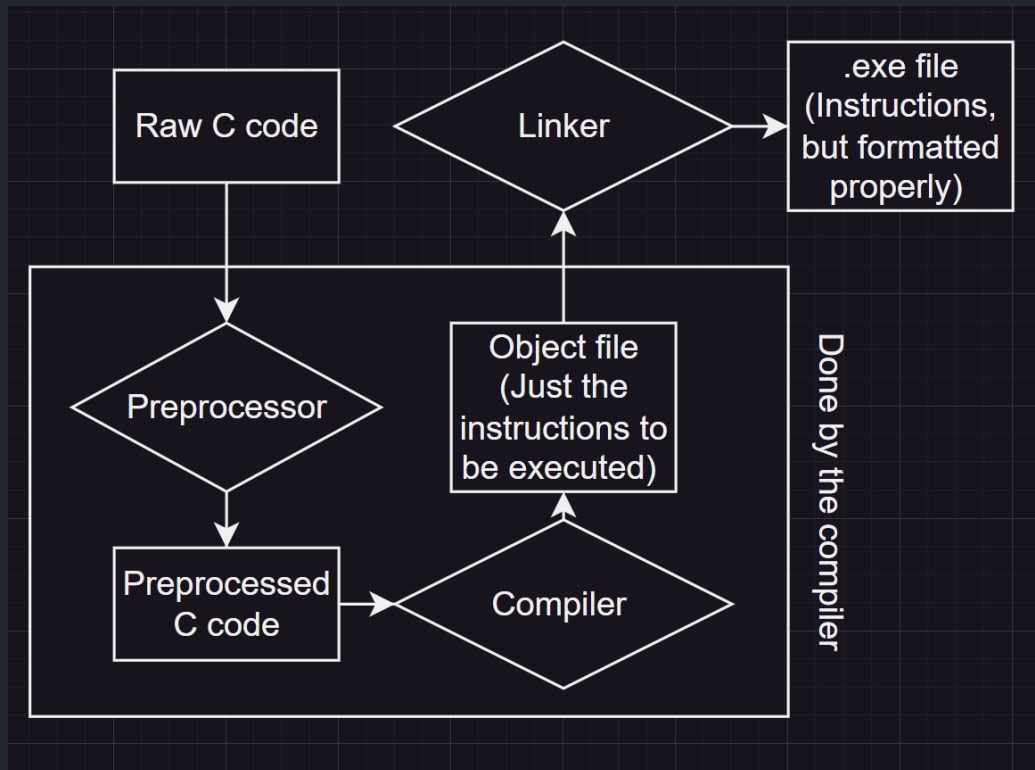 Raw C code
Linker
.exe file
(Instructions,
but formatted
properly)
Preprocessor
Object file
(Just the
instructions to
be executed)
Preprocessed
C code
Compiler
Done by the compiler